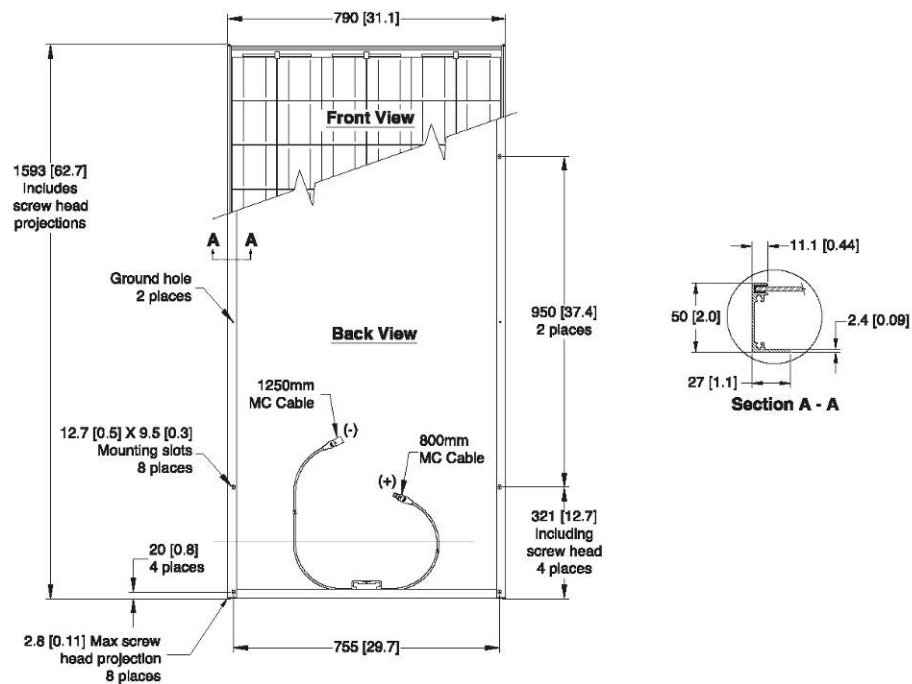 790 [31.1]
Front View
1593 [62.7]
Includes
screw head
projections
A A
Ground hole
2 places
Back View
950 [37.4]
2 places
1250mm
MC Cable
(-)
12.7 [0.5] X 9.5 [0.3]
Mounting slots
8 places
800mm
MC Cable
(+)
321 [12.7]
Including
screw head
4 places
20 [0.8]
4 places
2.8 [0.11] Max screw
head projection
8 places
755 [29.7]
11.1 [0.44]
50 [2.0]
2.4 [0.09]
27 [1.1]
Section A - A